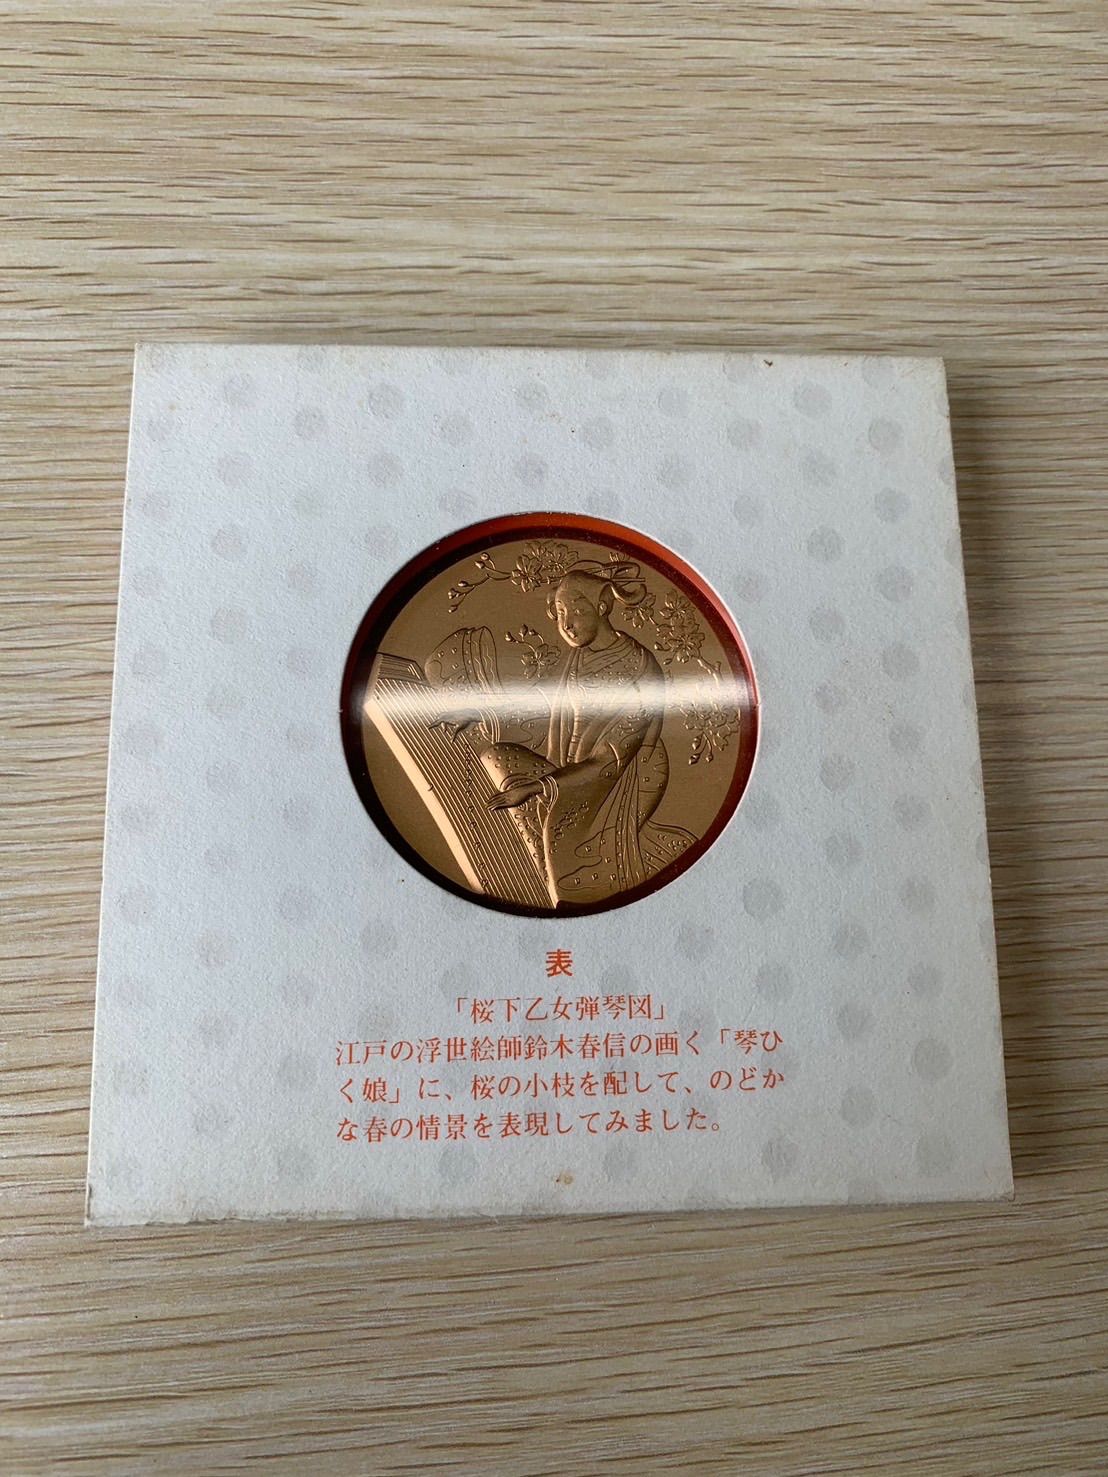 表
「桜下乙女弾琴図」
江戸の浮世絵師鈴木春信の画く「琴ひ
く娘」に、桜の小枝を配して、のどか
な春の情景を表現してみました。